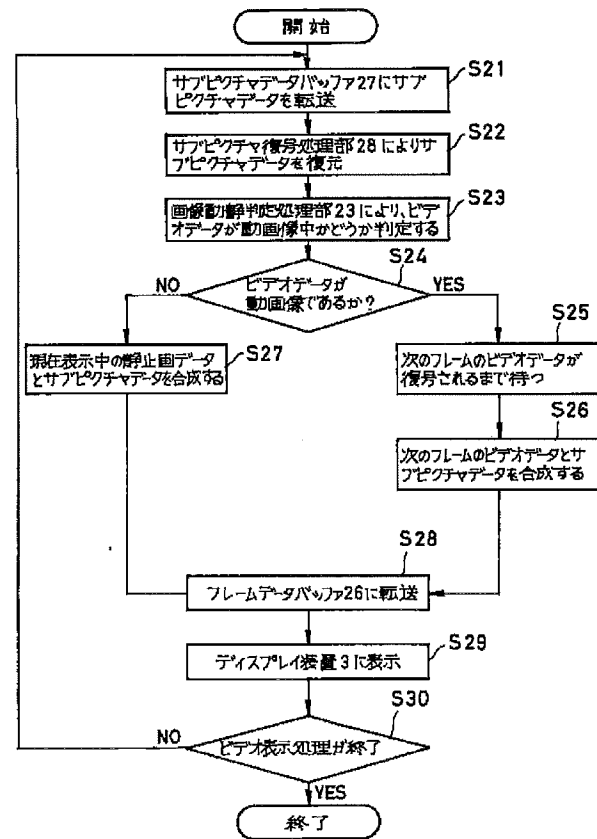 開始
S21
サブピクチャデータバッファ27にサブ
ピクチャデータを転送
S22
サブピクチャ復号処理部28によりサ
ブピクチャデータを復元
S23
画像動静判定処理部23により、ビデ
オデータが動画像中かどうか判定する
S24
NO
ビデオデータが
動画像であるか?
YES
S27
現在表示中の静止画データ
とサブピクチャデータを合成する
S25
次のフレームのビデオデータが
復号されるまで待つ
S26
次のフレームのビデオデータとサ
ブピクチャデータを合成する
S28
フレームデータバッファ26に転送
S29
ディスプレイ装置3に表示
S30
NO
ビデオ表示処理が終了
YES
終了